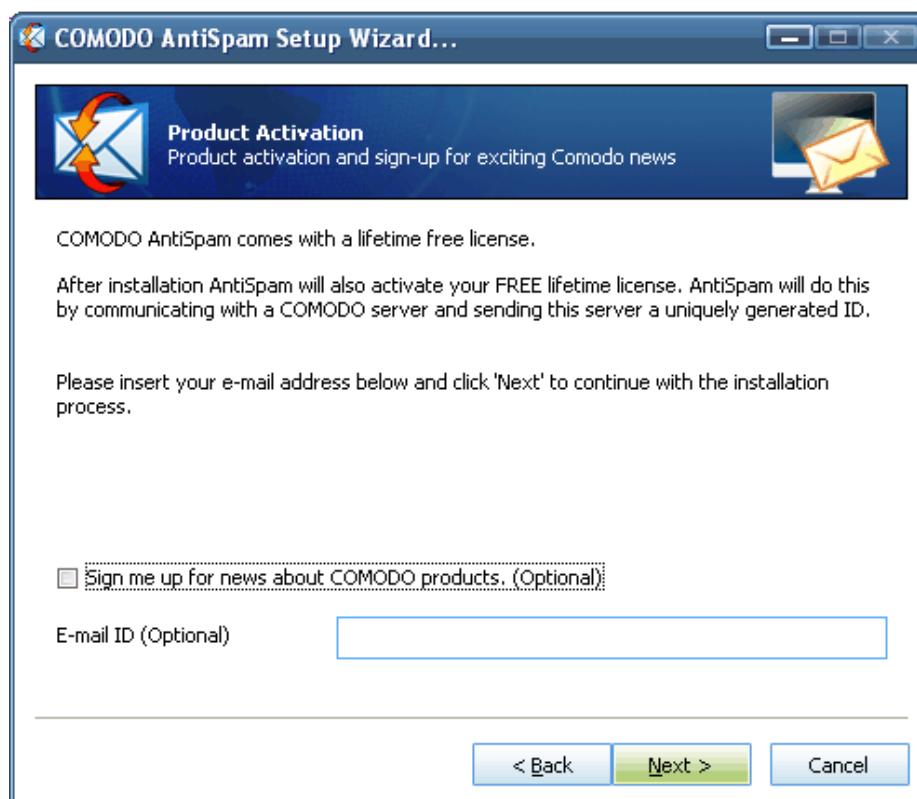 COMODO AntiSpam Setup Wizard...
Product Activation
Product activation and sign-up for exciting Comodo news
COMODO AntiSpam comes with a lifetime free license.
After installation AntiSpam will also activate your FREE lifetime license. AntiSpam will do this
by communicating with a COMODO server and sending this server a uniquely generated ID.
Please insert your e-mail address below and click 'Next' to continue with the installation
process.
Sign me up for news about COMODO products. (Optional)
E-mail ID (Optional)
< Back Next > Cancel